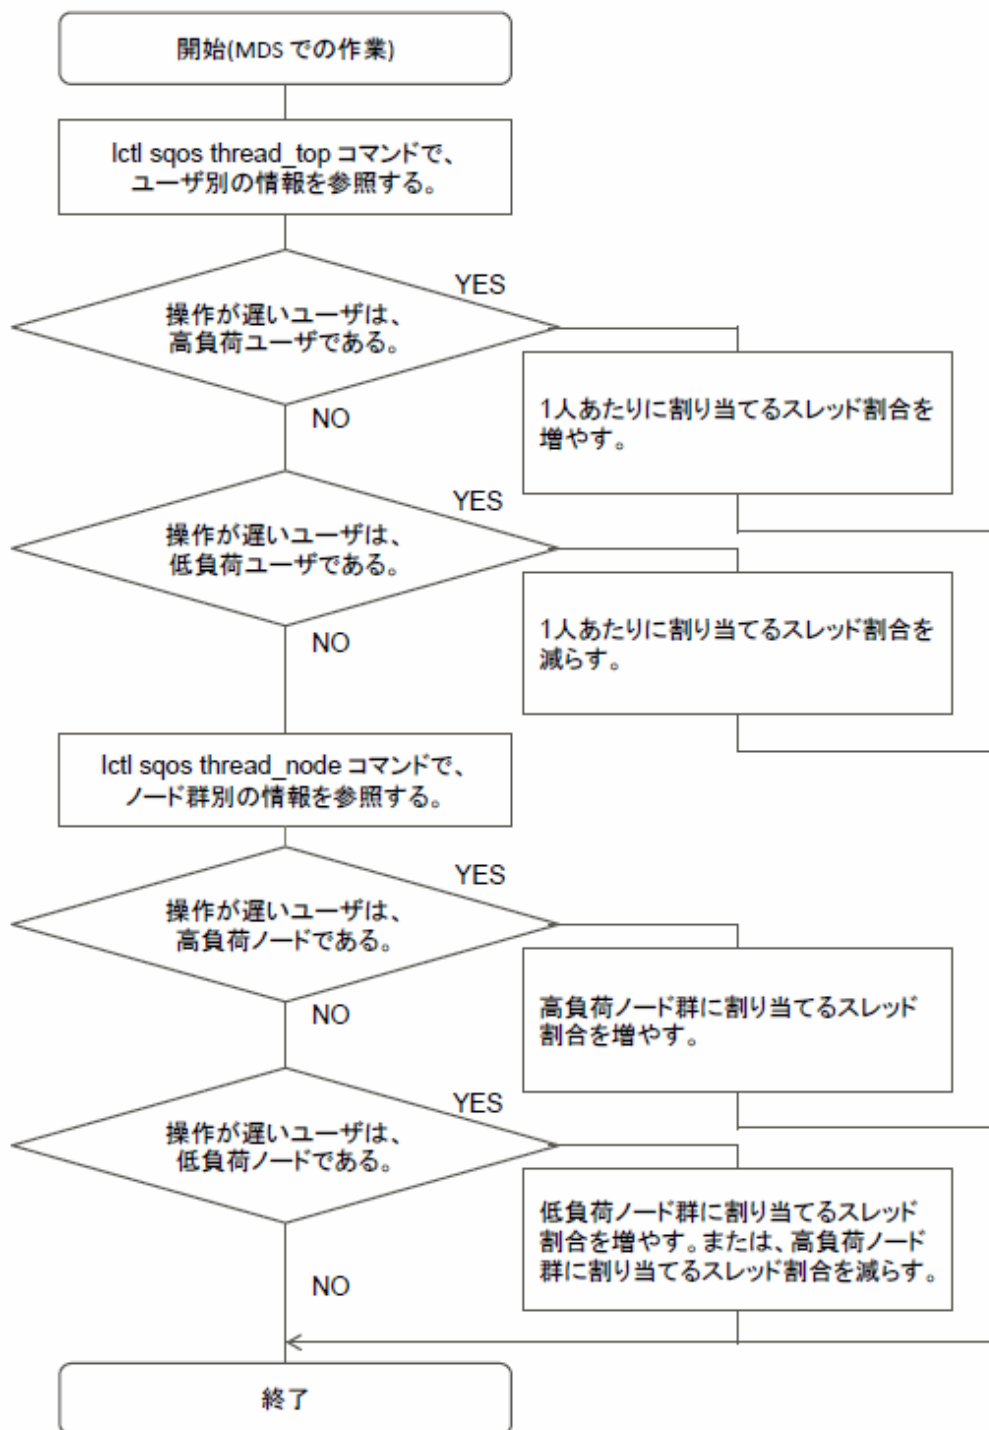 開始(MDS での作業)
lctl sqos thread_top コマンドで、
ユーザ別の情報を参照する。
操作が遅いユーザは、
高負荷ユーザである。
YES
1人あたりに割り当てるスレッド割合を
増やす。
NO
操作が遅いユーザは、
低負荷ユーザである。
YES
1人あたりに割り当てるスレッド割合を
減らす。
NO
lctl sqos thread_node コマンドで、
ノード群別の情報を参照する。
操作が遅いユーザは、
高負荷ノードである。
YES
高負荷ノード群に割り当てるスレッド
割合を増やす。
NO
操作が遅いユーザは、
低負荷ノードである。
YES
低負荷ノード群に割り当てるスレッド
割合を増やす。または、高負荷ノード
群に割り当てるスレッド割合を減らす。
NO
終了